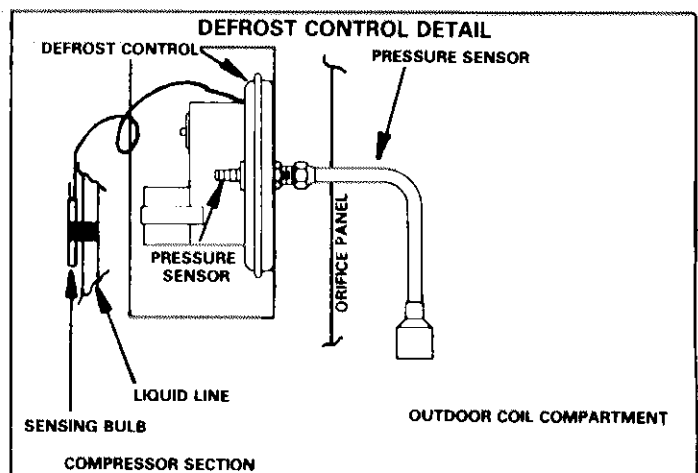 DEFROST CONTROL DETAIL
DEFROST CONTROL
PRESSURE SENSOR
PRESSURE
SENSOR
ORIFICE PANEL
LIQUID LINE
SENSING BULB
OUTDOOR COIL COMPARTMENT
COMPRESSOR SECTION